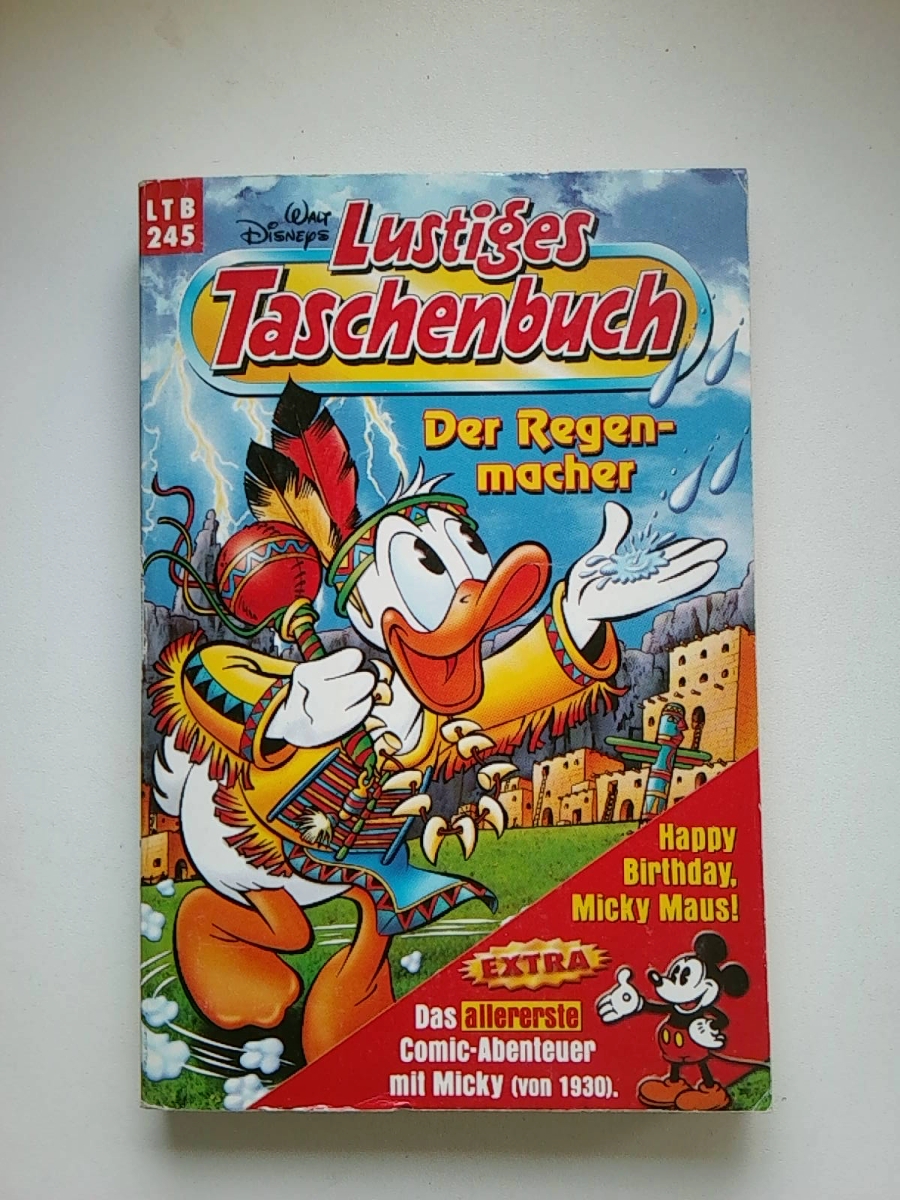 LTB
245
Walt
Disneys
Lustiges
Taschenbuch
Der Regen-
macher
Happy
Birthday,
Micky Maus!
EXTRA
Das allererste
Comic-Abenteuer
mit Micky (von 1930).